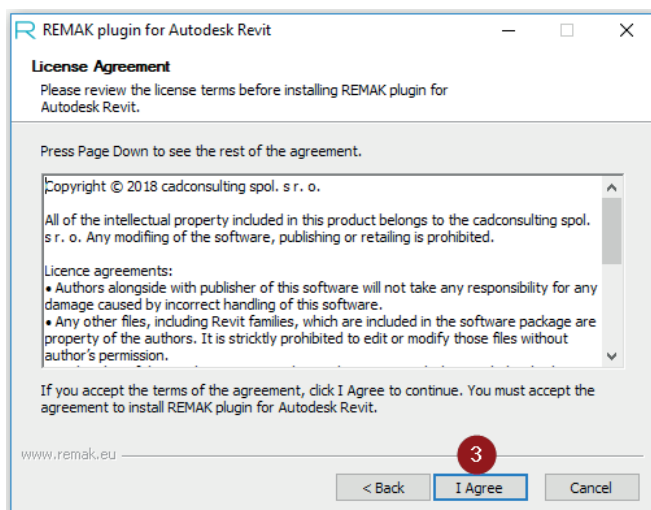 REMAK plugin for Autodesk Revit
License Agreement
Please review the license terms before installing REMAK plugin for
Autodesk Revit.
Press Page Down to see the rest of the agreement.
Copyright © 2018 cadconsulting spol. s r. o.
All of the intellectual property included in this product belongs to the cadconsulting spol.
s r. o. Any modifiing of the software, publishing or retailing is prohibited.
Licence agreements:
• Authors alongside with publisher of this software will not take any responsibility for any
damage caused by incorrect handling of this software.
• Any other files, including Revit families, which are included in the software package are
property of the authors. It is stricktly prohibited to edit or modify those files without
author's permission.
If you accept the terms of the agreement, click I Agree to continue. You must accept the
agreement to install REMAK plugin for Autodesk Revit.
www.remak.eu
3
< Back
I Agree
Cancel